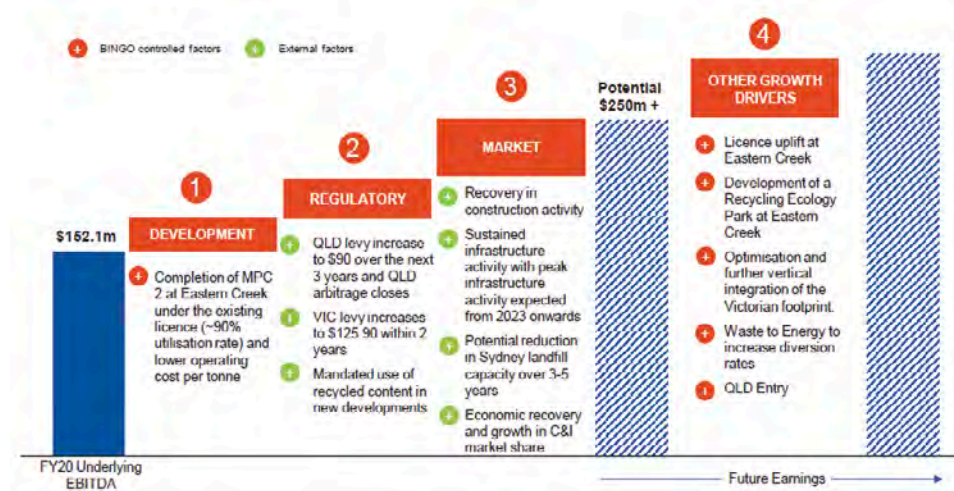 BINGO controlled factors
External factors
$152.1m
FY20 Underlying
EBITDA
1
DEVELOPMENT
Completion of MPC
2 at Eastern Creek
under the existing
licence (~90%
utilisation rate) and
lower operating
cost per tonne
2
REGULATORY
QLD levy increase
to $90 over the next
3 years and QLD
arbitrage closes
VIC levy increases
to $125.90 within 2
years
Mandated use of
recycled content in
new developments
3
MARKET
Recovery in
construction activity
Sustained
infrastructure
activity with peak
infrastructure
activity expected
from 2023 onwards
Potential reduction
in Sydney landfill
capacity over 3-5
years
Economic recovery
and growth in C&I
market share
Potential
$250m +
4
OTHER GROWTH
DRIVERS
Licence uplift at
Eastern Creek
Development of a
Recycling Ecology
Park at Eastern
Creek
Optimisation and
further vertical
integration of the
Victorian footprint.
Waste to Energy to
increase diversion
rates
QLD Entry
Future Earnings